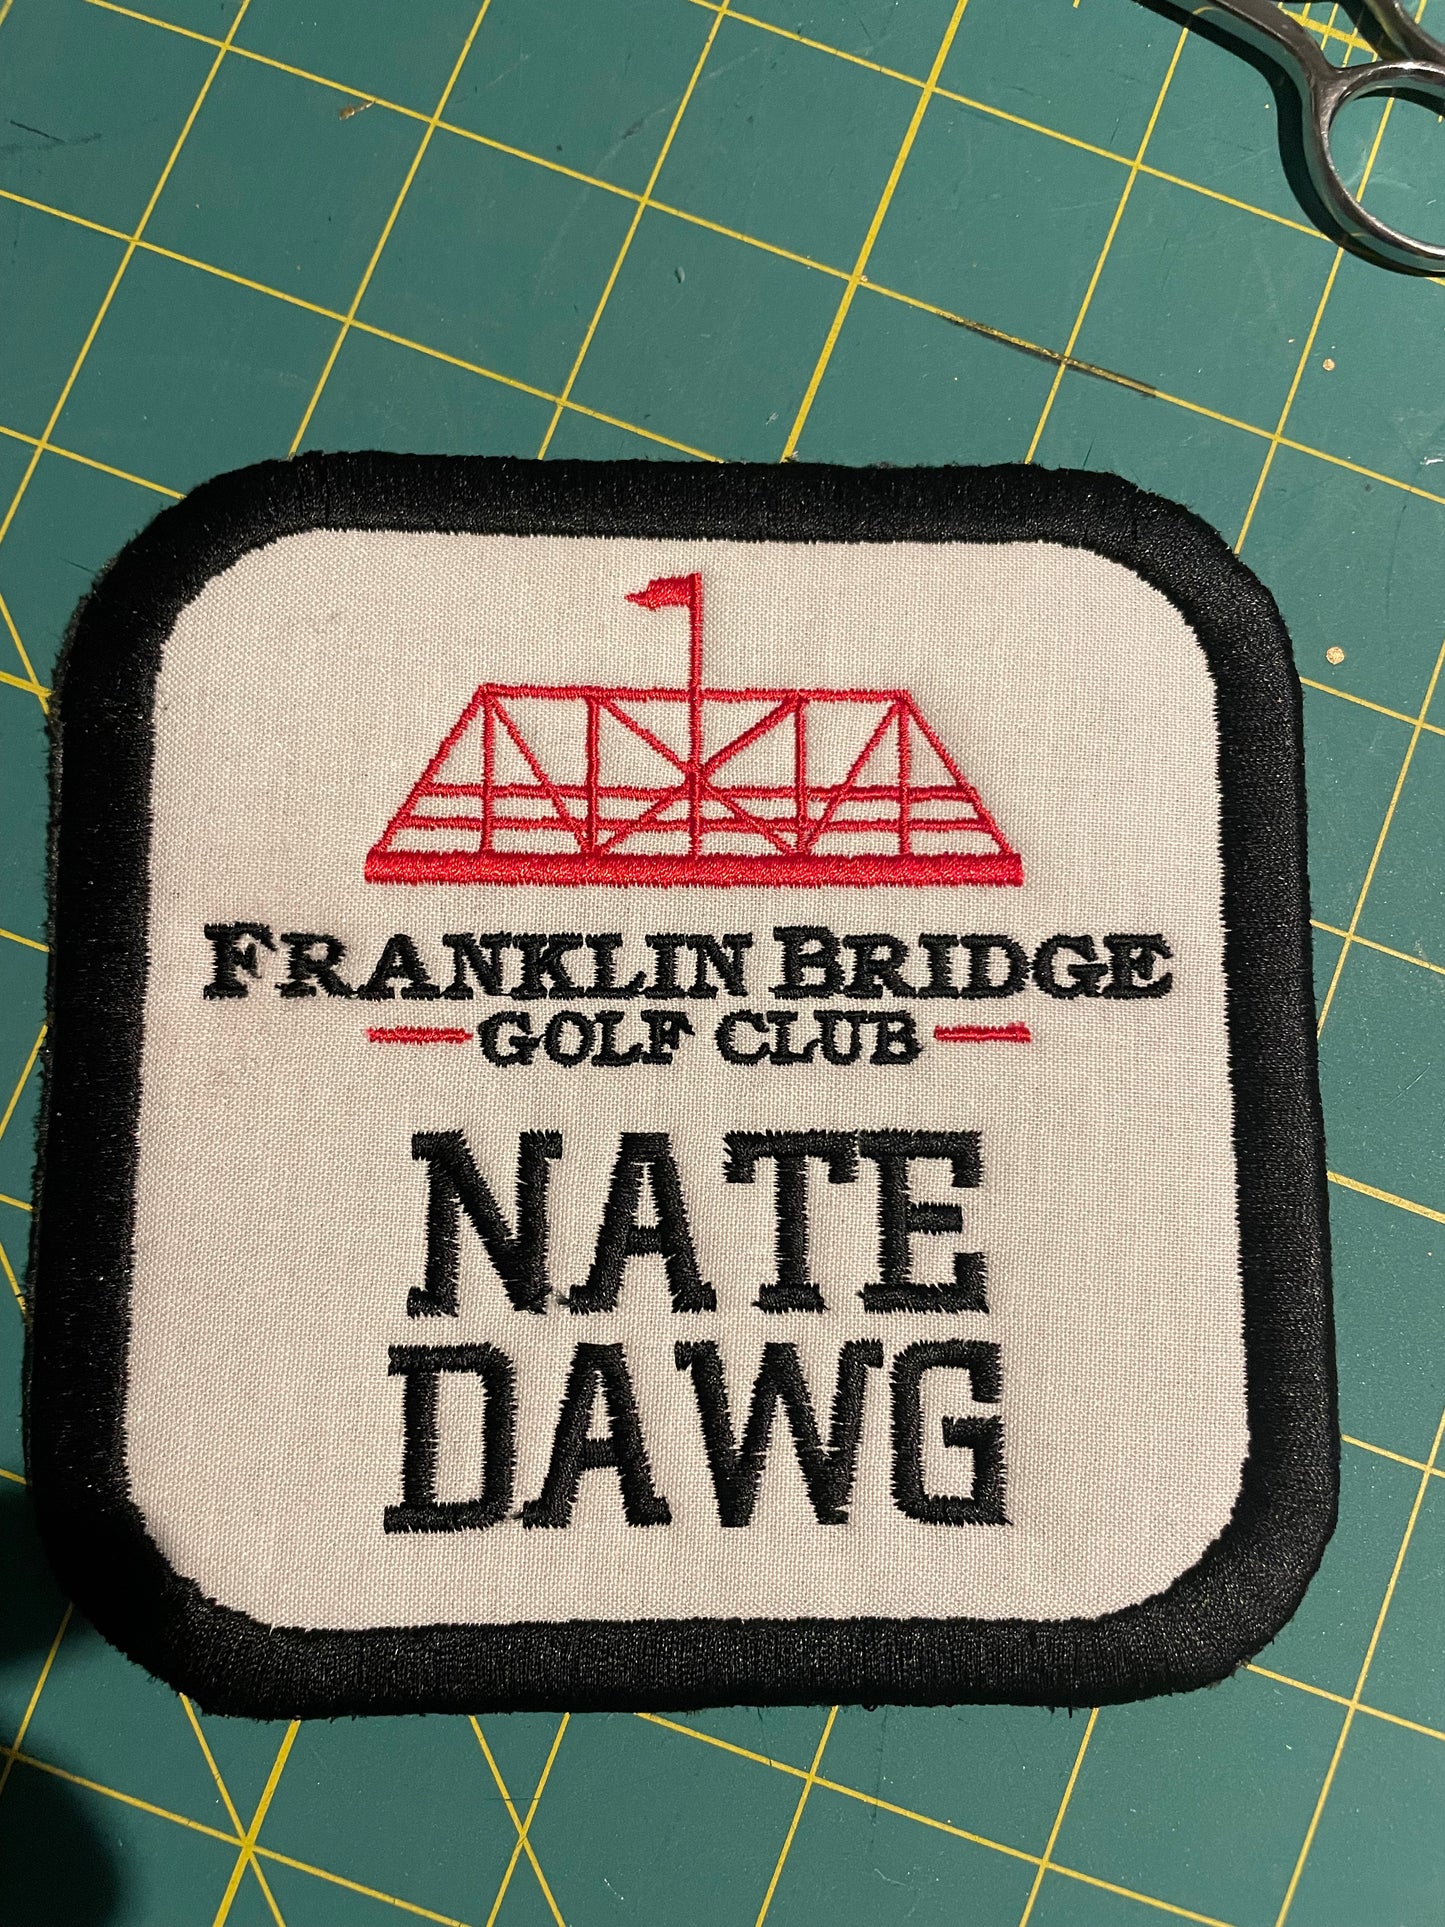 FRANKLIN BRIDGE
GOLF CLUB
NATE
DAWG